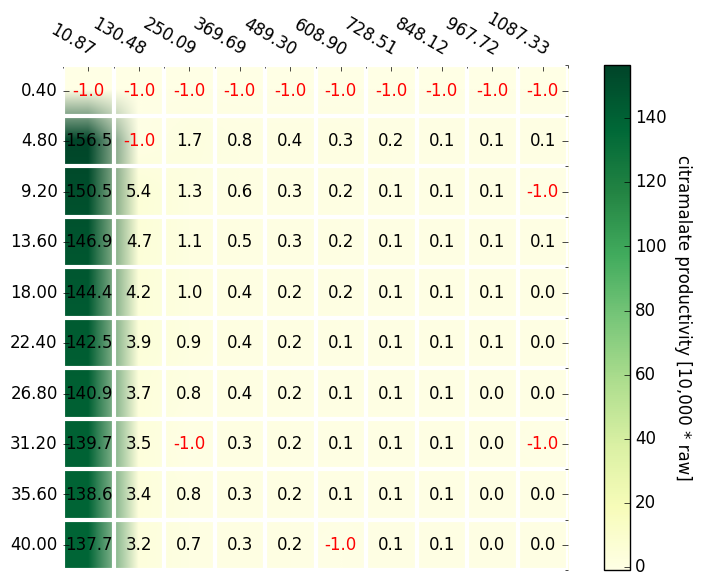 10.87 130.48 250.09 369.69 489.30 608.90 728.51 848.12 967.72 1087.33
0.40 -1.0 -1.0 -1.0 -1.0 -1.0 -1.0 -1.0 -1.0 -1.0 -1.0
4.80 156.5 -1.0 1.7 0.8 0.4 0.3 0.2 0.1 0.1 0.1
9.20 150.5 5.4 1.3 0.6 0.3 0.2 0.1 0.1 0.1 -1.0
13.60 146.9 4.7 1.1 0.5 0.3 0.2 0.1 0.1 0.1 0.1
18.00 144.4 4.2 1.0 0.4 0.2 0.2 0.1 0.1 0.1 0.0
22.40 142.5 3.9 0.9 0.4 0.2 0.1 0.1 0.1 0.1 0.0
26.80 140.9 3.7 0.8 0.4 0.2 0.1 0.1 0.1 0.0 0.0
31.20 139.7 3.5 -1.0 0.3 0.2 0.1 0.1 0.1 0.0 -1.0
35.60 138.6 3.4 0.8 0.3 0.2 0.1 0.1 0.1 0.0 0.0
40.00 137.7 3.2 0.7 0.3 0.2 -1.0 0.1 0.1 0.0 0.0
140
120
100
80
60
40
20
0
citramalate productivity [10,000 * raw]